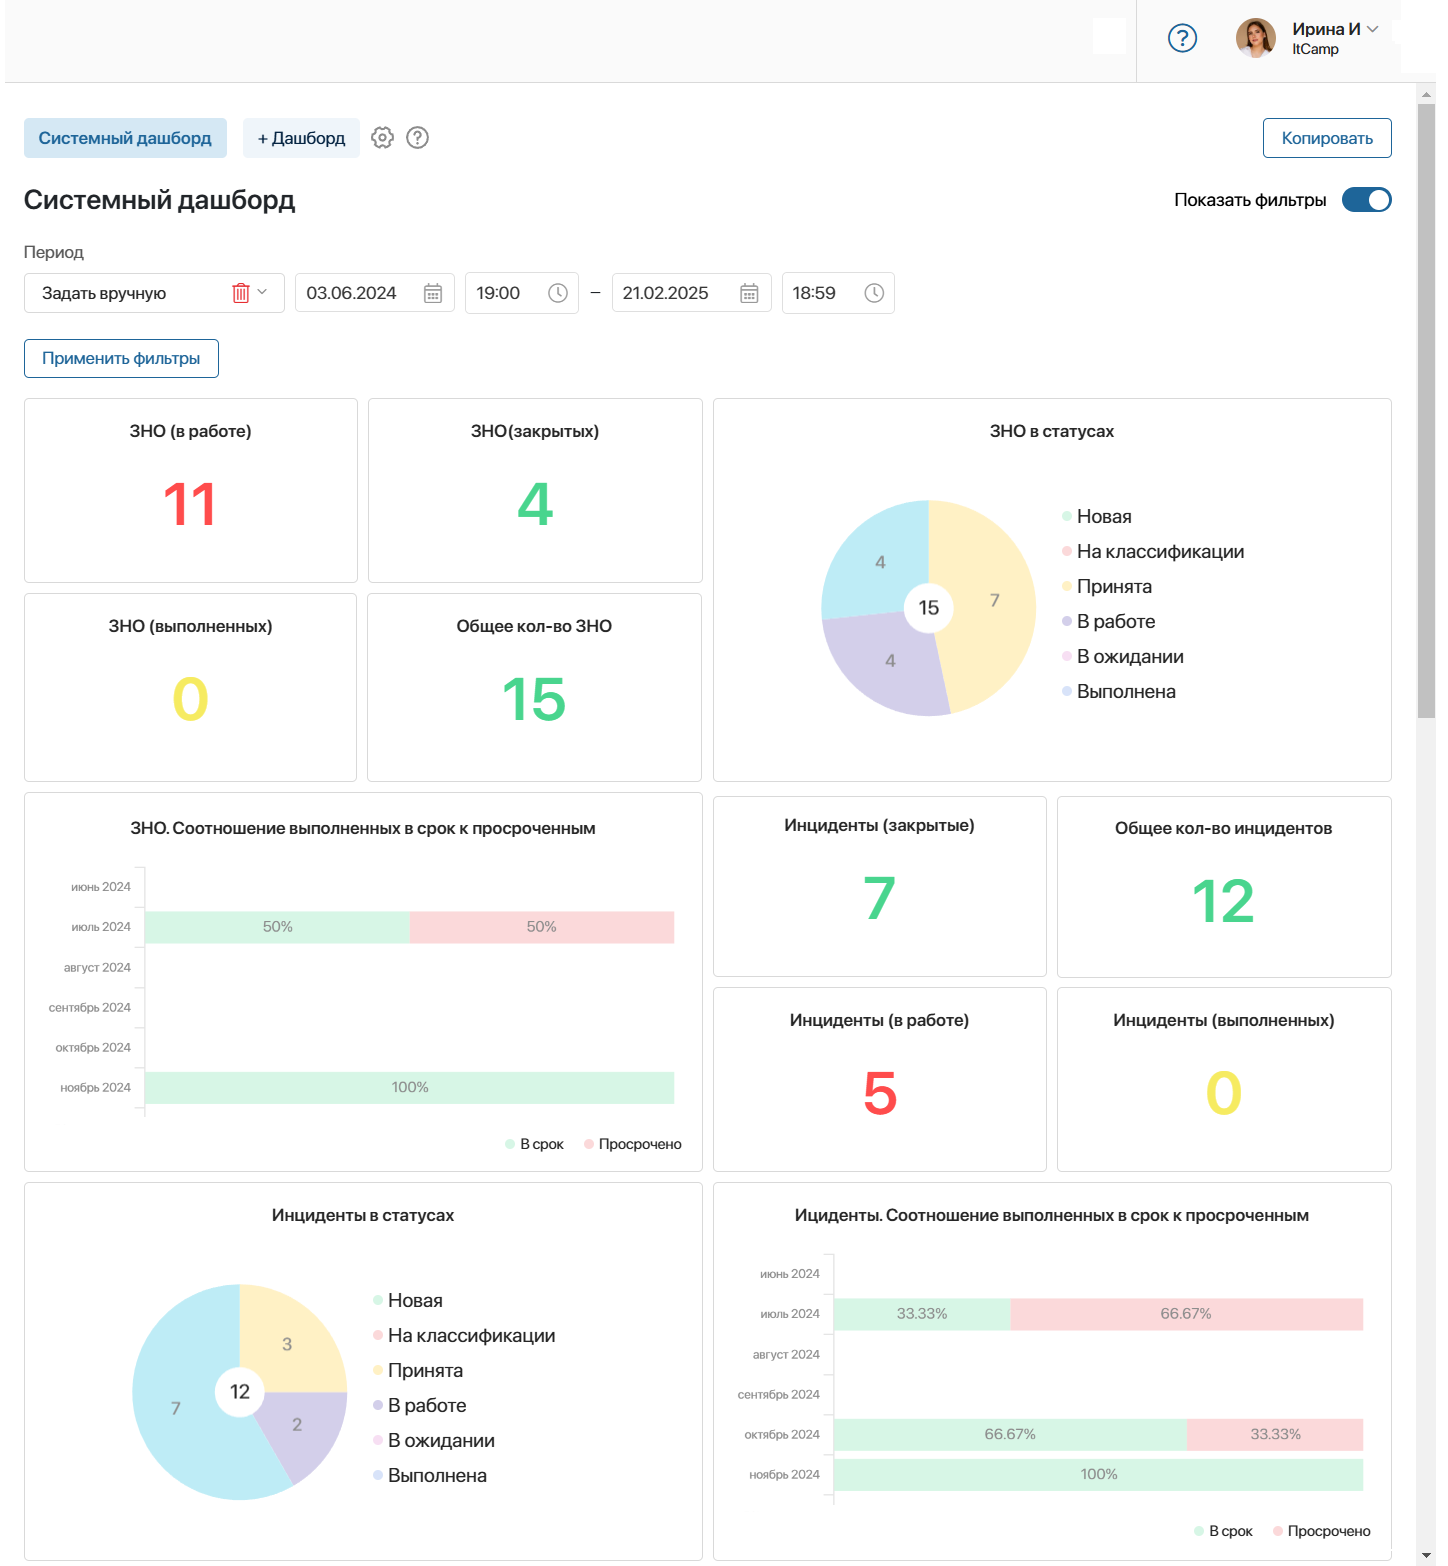 Ирина И
ItCamp
Системный дашборд
+ Дашборд
Копировать
Системный дашборд
Показать фильтры
Период
Задать вручную
03.06.2024
19:00
–
21.02.2025
18:59
Применить фильтры
ЗНО (в работе)
11
ЗНО(закрытых)
4
ЗНО в статусах
4
7
15
4
Новая
На классификации
Принята
В работе
В ожидании
Выполнена
ЗНО (выполненных)
0
Общее кол-во ЗНО
15
ЗНО. Соотношение выполненных в срок к просроченным
июнь 2024
июль 2024
50%
50%
август 2024
сентябрь 2024
октябрь 2024
ноябрь 2024
100%
В срок
Просрочено
Инциденты (закрытые)
7
Общее кол-во инцидентов
12
Инциденты (в работе)
5
Инциденты (выполненных)
0
Инциденты в статусах
3
12
7
2
Новая
На классификации
Принята
В работе
В ожидании
Выполнена
Ициденты. Соотношение выполненных в срок к просроченным
июнь 2024
июль 2024
33.33%
66.67%
август 2024
сентябрь 2024
октябрь 2024
66.67%
33.33%
ноябрь 2024
100%
В срок
Просрочено